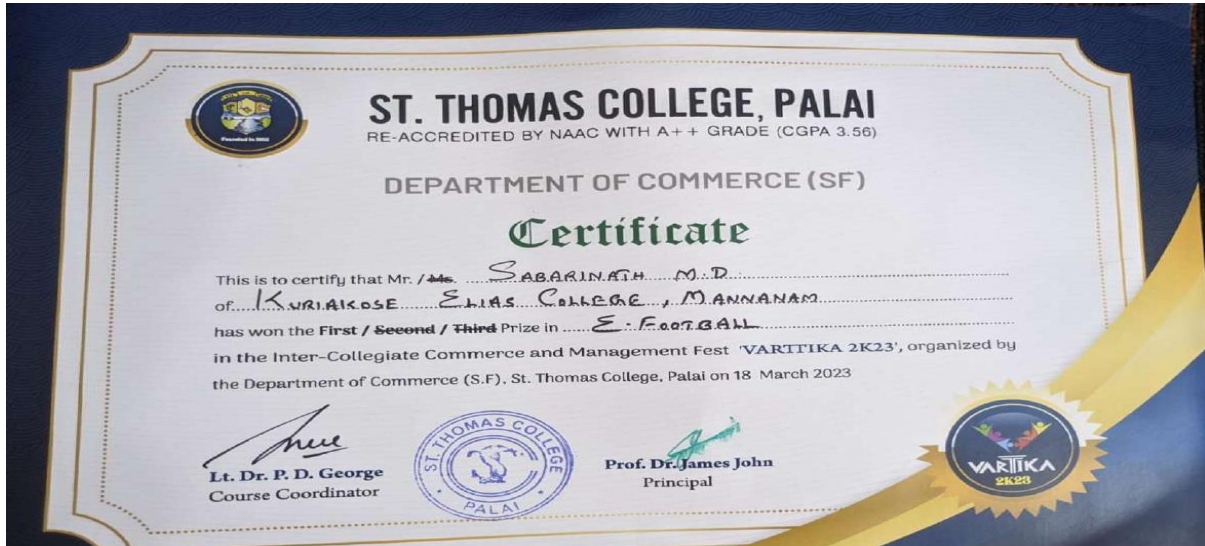 ST. THOMAS COLLEGE, PALAI
RE-ACCREDITED BY NAAC WITH A++ GRADE (CGPA 3.56)
DEPARTMENT OF COMMERCE (SF)
Certificate
This is to certify that Mr. / Ms. SABARINATH M.D
of KURIAKOSE ELIAS COLLEGE, MANNANAM
has won the First / Second / Third Prize in E-FOOTBALL
in the Inter-Collegiate Commerce and Management Fest 'VARTTIKA 2K23', organized by
the Department of Commerce (S.F), St. Thomas College, Palai on 18 March 2023
Lt. Dr. P. D. George
Course Coordinator
ST. THOMAS COLLEGE
PALAI
Prof. Dr. James John
Principal
VARTTIKA
2K23